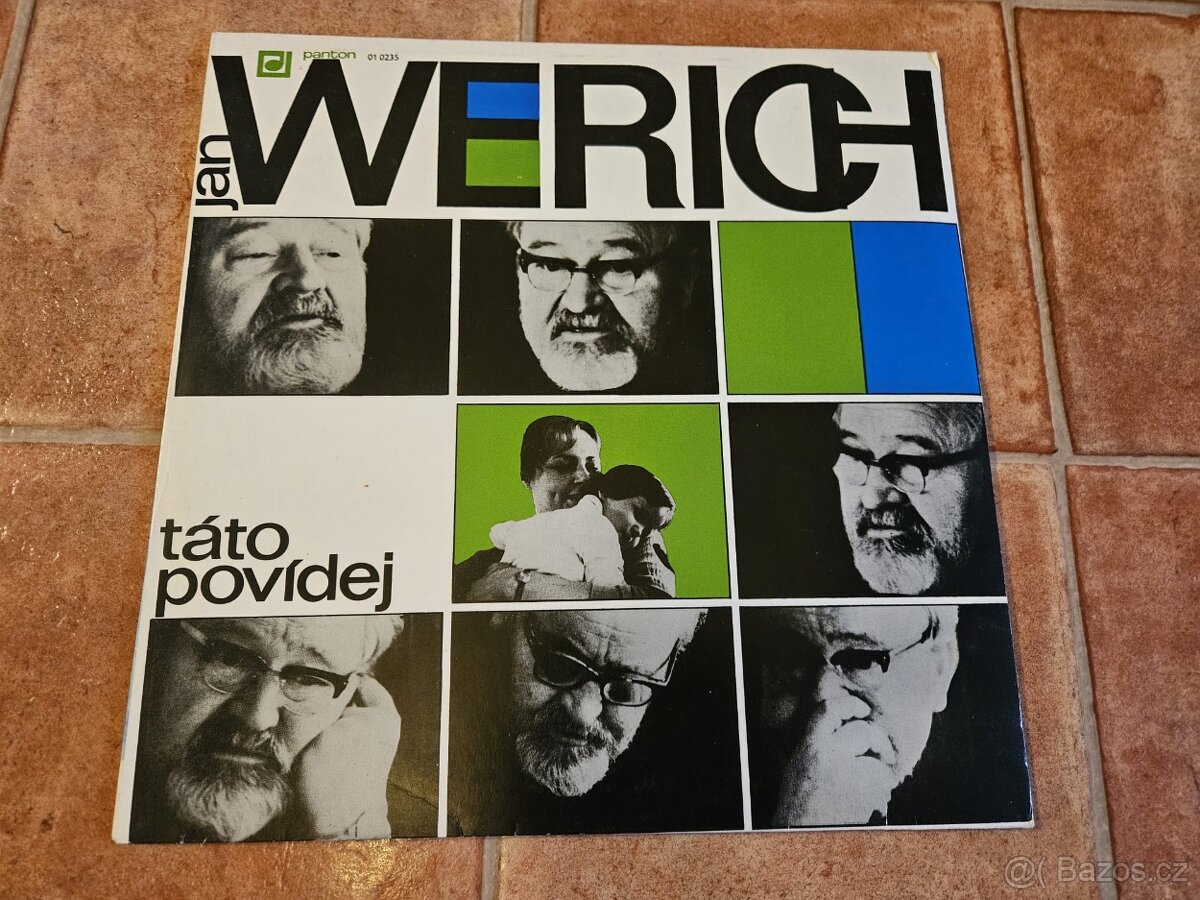 panton 01 0235
jan WERICH
táto
povídej
@( Bazos.cz